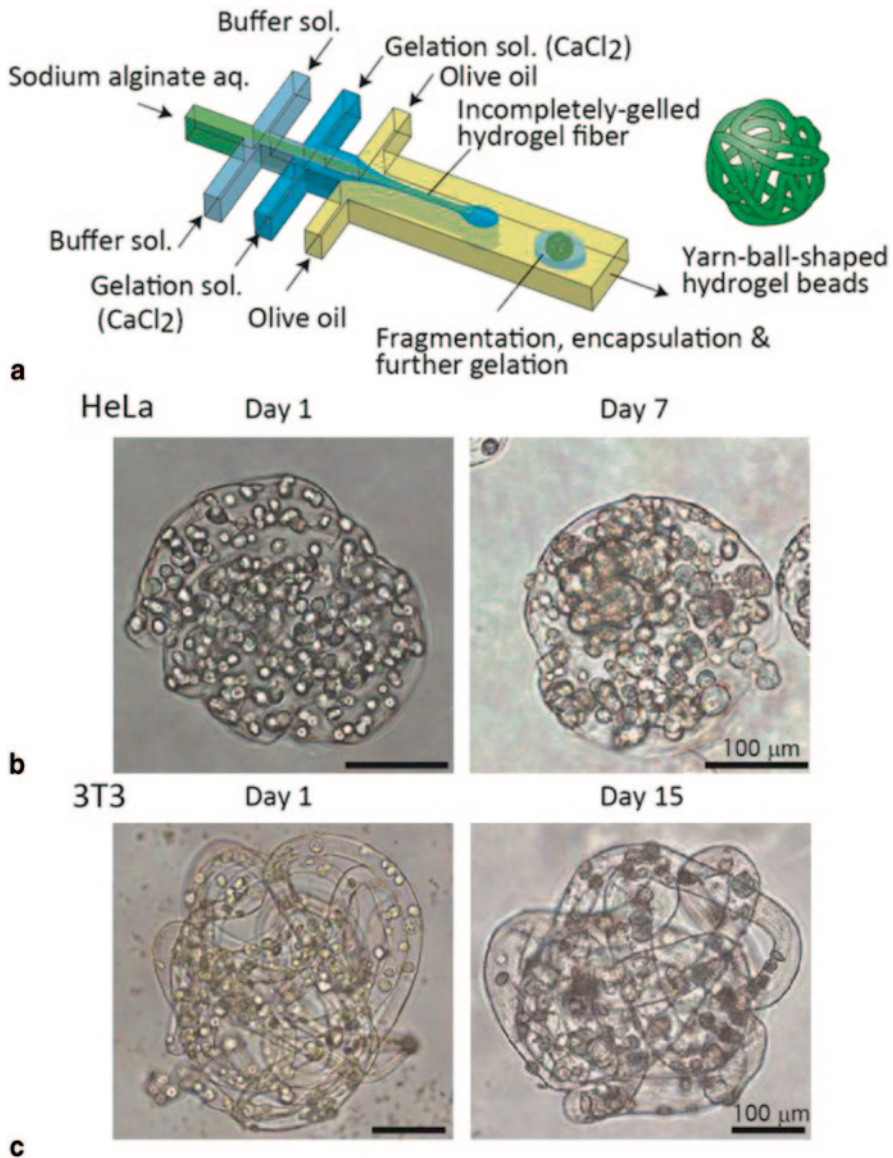 Buffer sol.
Gelation sol. (CaCl2)
Sodium alginate aq.
Olive oil
Incompletely-gelled
hydrogel fiber
Buffer sol.
Gelation sol.
(CaCl2)
Olive oil
Yarn-ball-shaped
hydrogel beads
Fragmentation, encapsulation &
further gelation
a
HeLa
Day 1
Day 7
100 μm
b
3T3
Day 1
Day 15
100 μm
c